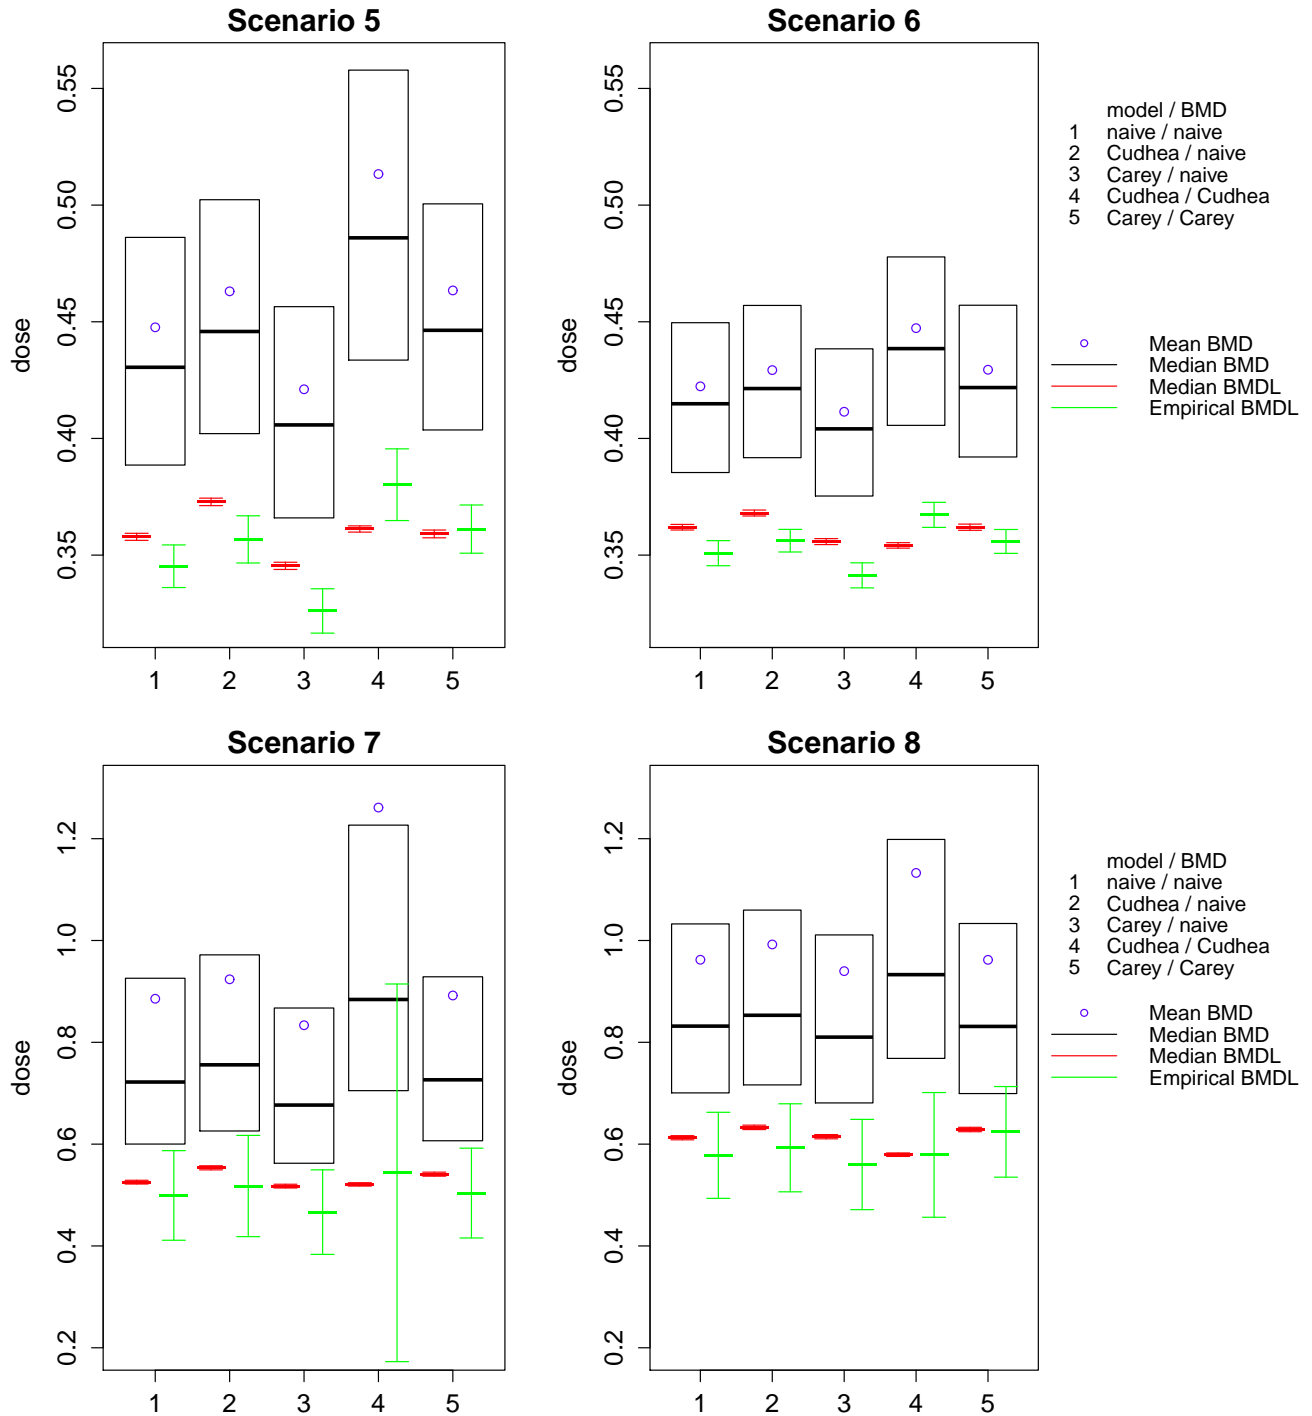 Scenario 5
Scenario 6
dose
0.55
0.50
0.45
0.40
0.35
1 2 3 4 5
dose
0.55
0.50
0.45
0.40
0.35
1 2 3 4 5
model / BMD
1 naive / naive
2 Cudhea / naive
3 Carey / naive
4 Cudhea / Cudhea
5 Carey / Carey
Mean BMD
Median BMD
Median BMDL
Empirical BMDL
Scenario 7
Scenario 8
dose
1.2
1.0
0.8
0.6
0.4
0.2
1 2 3 4 5
dose
1.2
1.0
0.8
0.6
0.4
0.2
1 2 3 4 5
model / BMD
1 naive / naive
2 Cudhea / naive
3 Carey / naive
4 Cudhea / Cudhea
5 Carey / Carey
Mean BMD
Median BMD
Median BMDL
Empirical BMDL